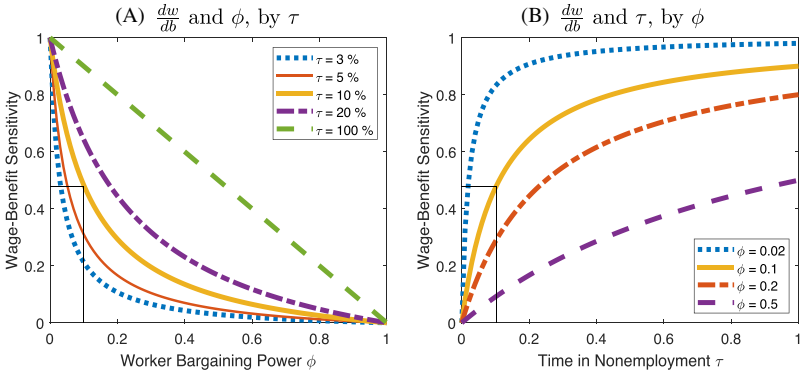 (A) dw/db and ϕ, by τ
Wage-Benefit Sensitivity
1
0.8
0.6
0.4
0.2
0
0
0.2
0.4
0.6
0.8
1
Worker Bargaining Power ϕ
τ = 3 %
τ = 5 %
τ = 10 %
τ = 20 %
τ = 100 %
(B) dw/db and τ, by ϕ
Wage-Benefit Sensitivity
1
0.8
0.6
0.4
0.2
0
0
0.2
0.4
0.6
0.8
1
Time in Nonemployment τ
ϕ = 0.02
ϕ = 0.1
ϕ = 0.2
ϕ = 0.5